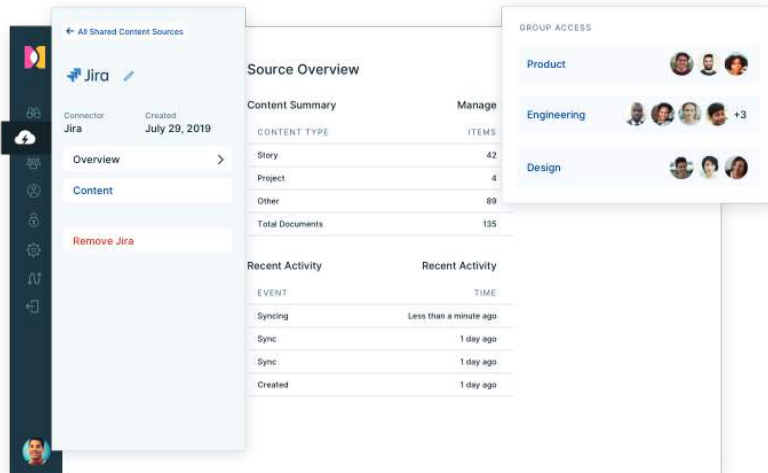 ← All Shared Content Sources
Jira
Connector Created
Jira July 29, 2019
Overview
Content
Remove Jira
Source Overview
Content Summary Manage
CONTENT TYPE ITEMS
Story 42
Project 4
Other 89
Total Documents 135
Recent Activity Recent Activity
EVENT TIME
Syncing Less than a minute ago
Sync 1 day ago
Sync 1 day ago
Created 1 day ago
GROUP ACCESS
Product
Engineering +3
Design